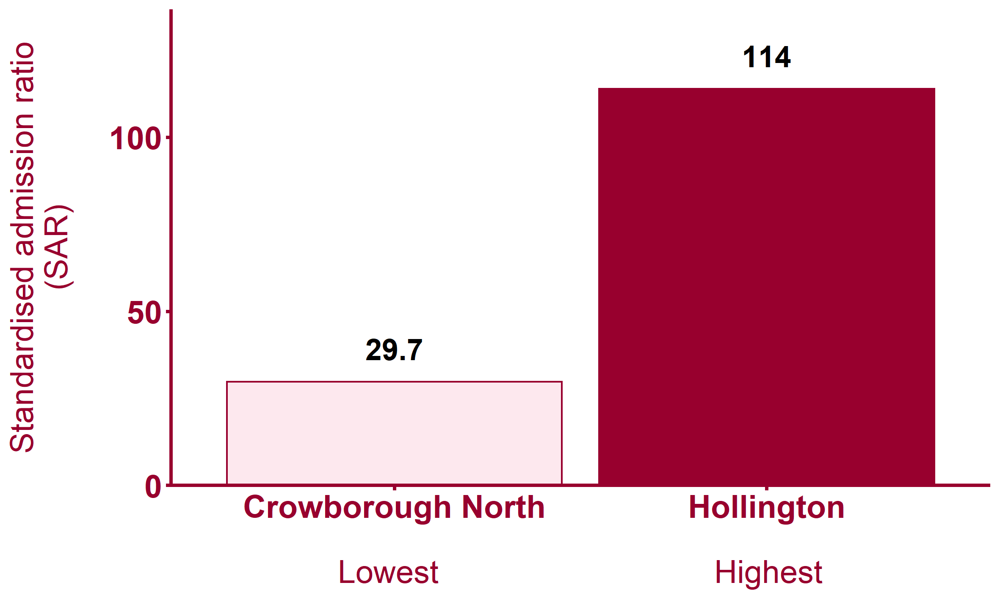 Standardised admission ratio
(SAR)
114
100
50
29.7
0
Crowborough North
Hollington
Lowest
Highest